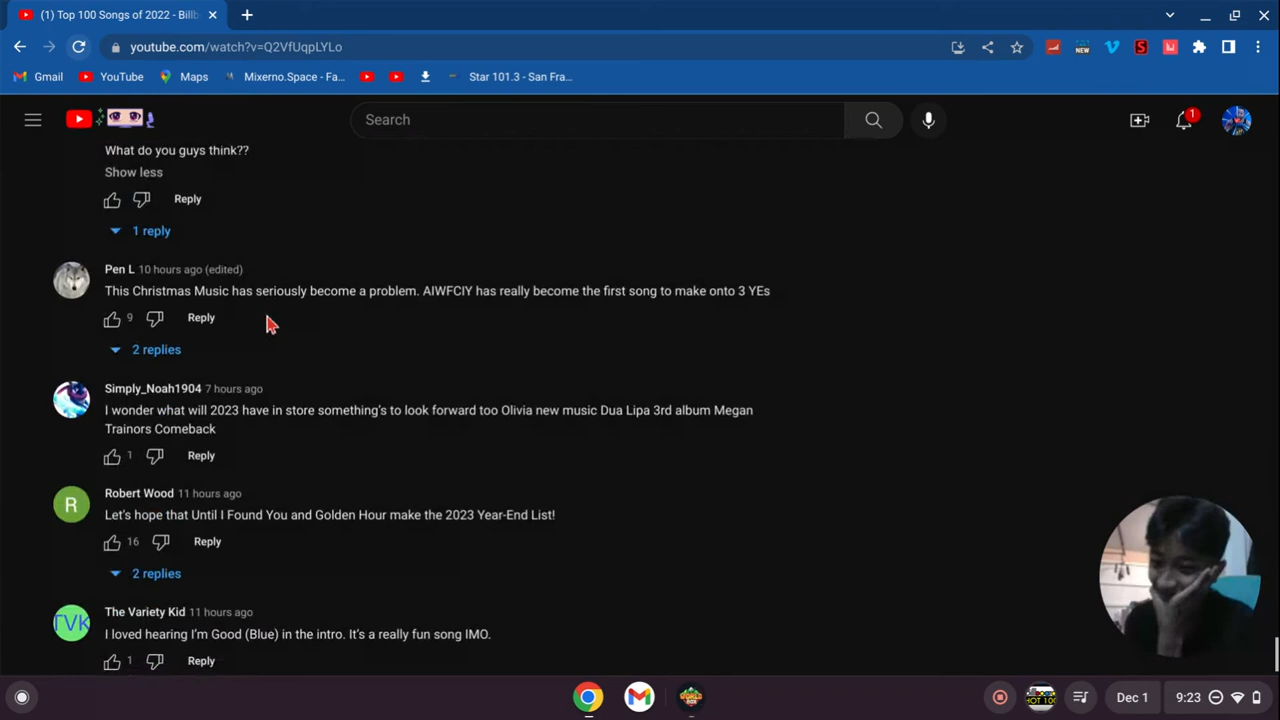 (1) Top 100 Songs of 2022 - Billb
youtube.com/watch?v=Q2VfUqpLYLo
NEW
Gmail
YouTube
Maps
Mixerno.Space - Fa...
Star 101.3 - San Fra...
Search
1
What do you guys think??
Show less
Reply
1 reply
Pen L 10 hours ago (edited)
This Christmas Music has seriously become a problem. AIWFCIY has really become the first song to make onto 3 YEs
9 Reply
2 replies
Simply_Noah1904 7 hours ago
I wonder what will 2023 have in store something's to look forward too Olivia new music Dua Lipa 3rd album Megan
Trainors Comeback
1 Reply
R
Robert Wood 11 hours ago
Let's hope that Until I Found You and Golden Hour make the 2023 Year-End List!
16 Reply
2 replies
TVK
The Variety Kid 11 hours ago
I loved hearing I'm Good (Blue) in the intro. It's a really fun song IMO.
1 Reply
HOT 100
Dec 1
9:23